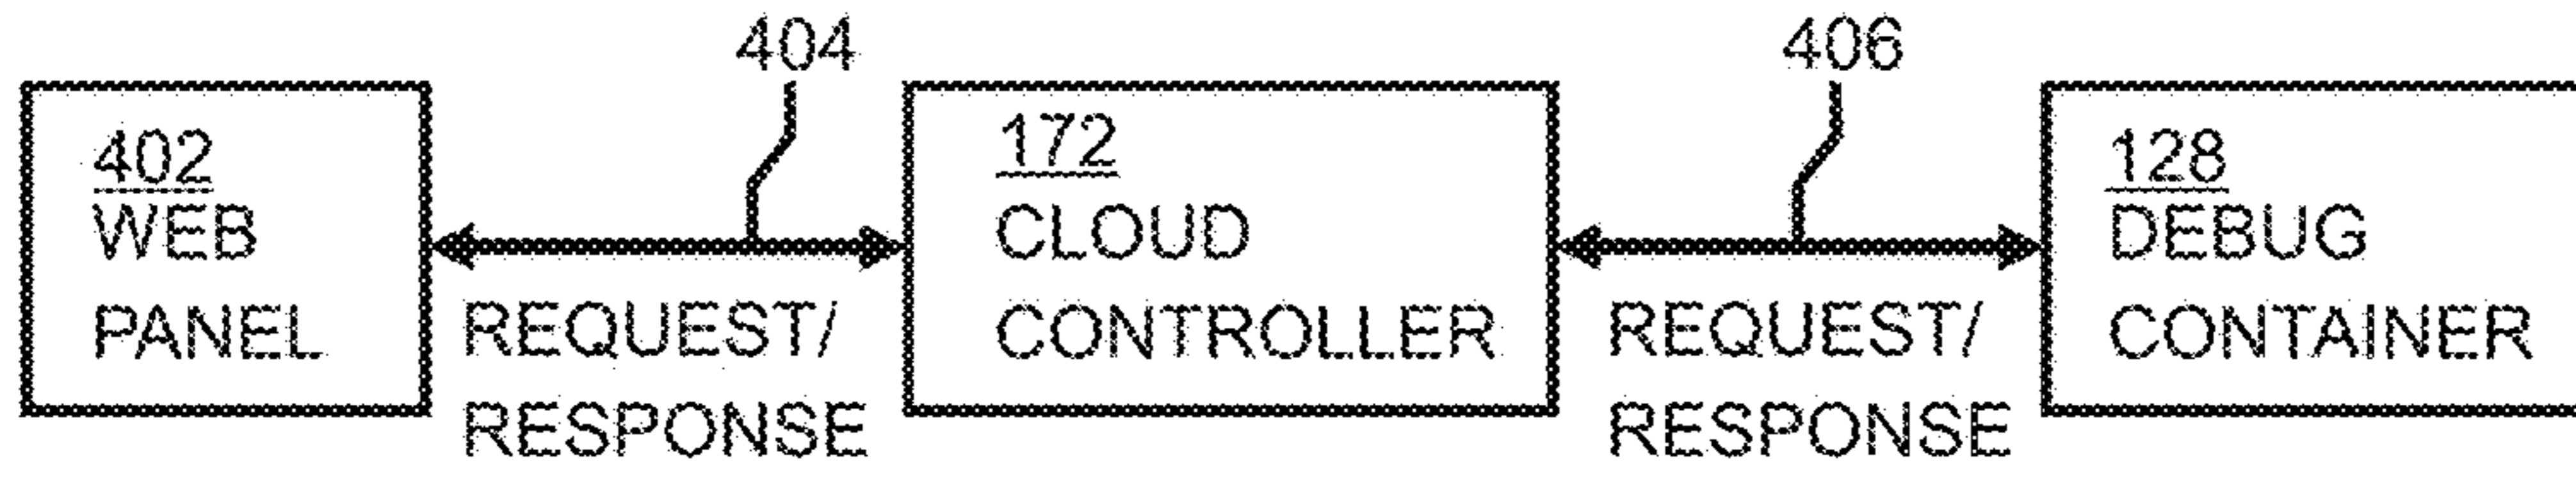 404
406
402
WEB
PANEL
REQUEST/
RESPONSE
172
CLOUD
CONTROLLER
REQUEST/
RESPONSE
128
DEBUG
CONTAINER